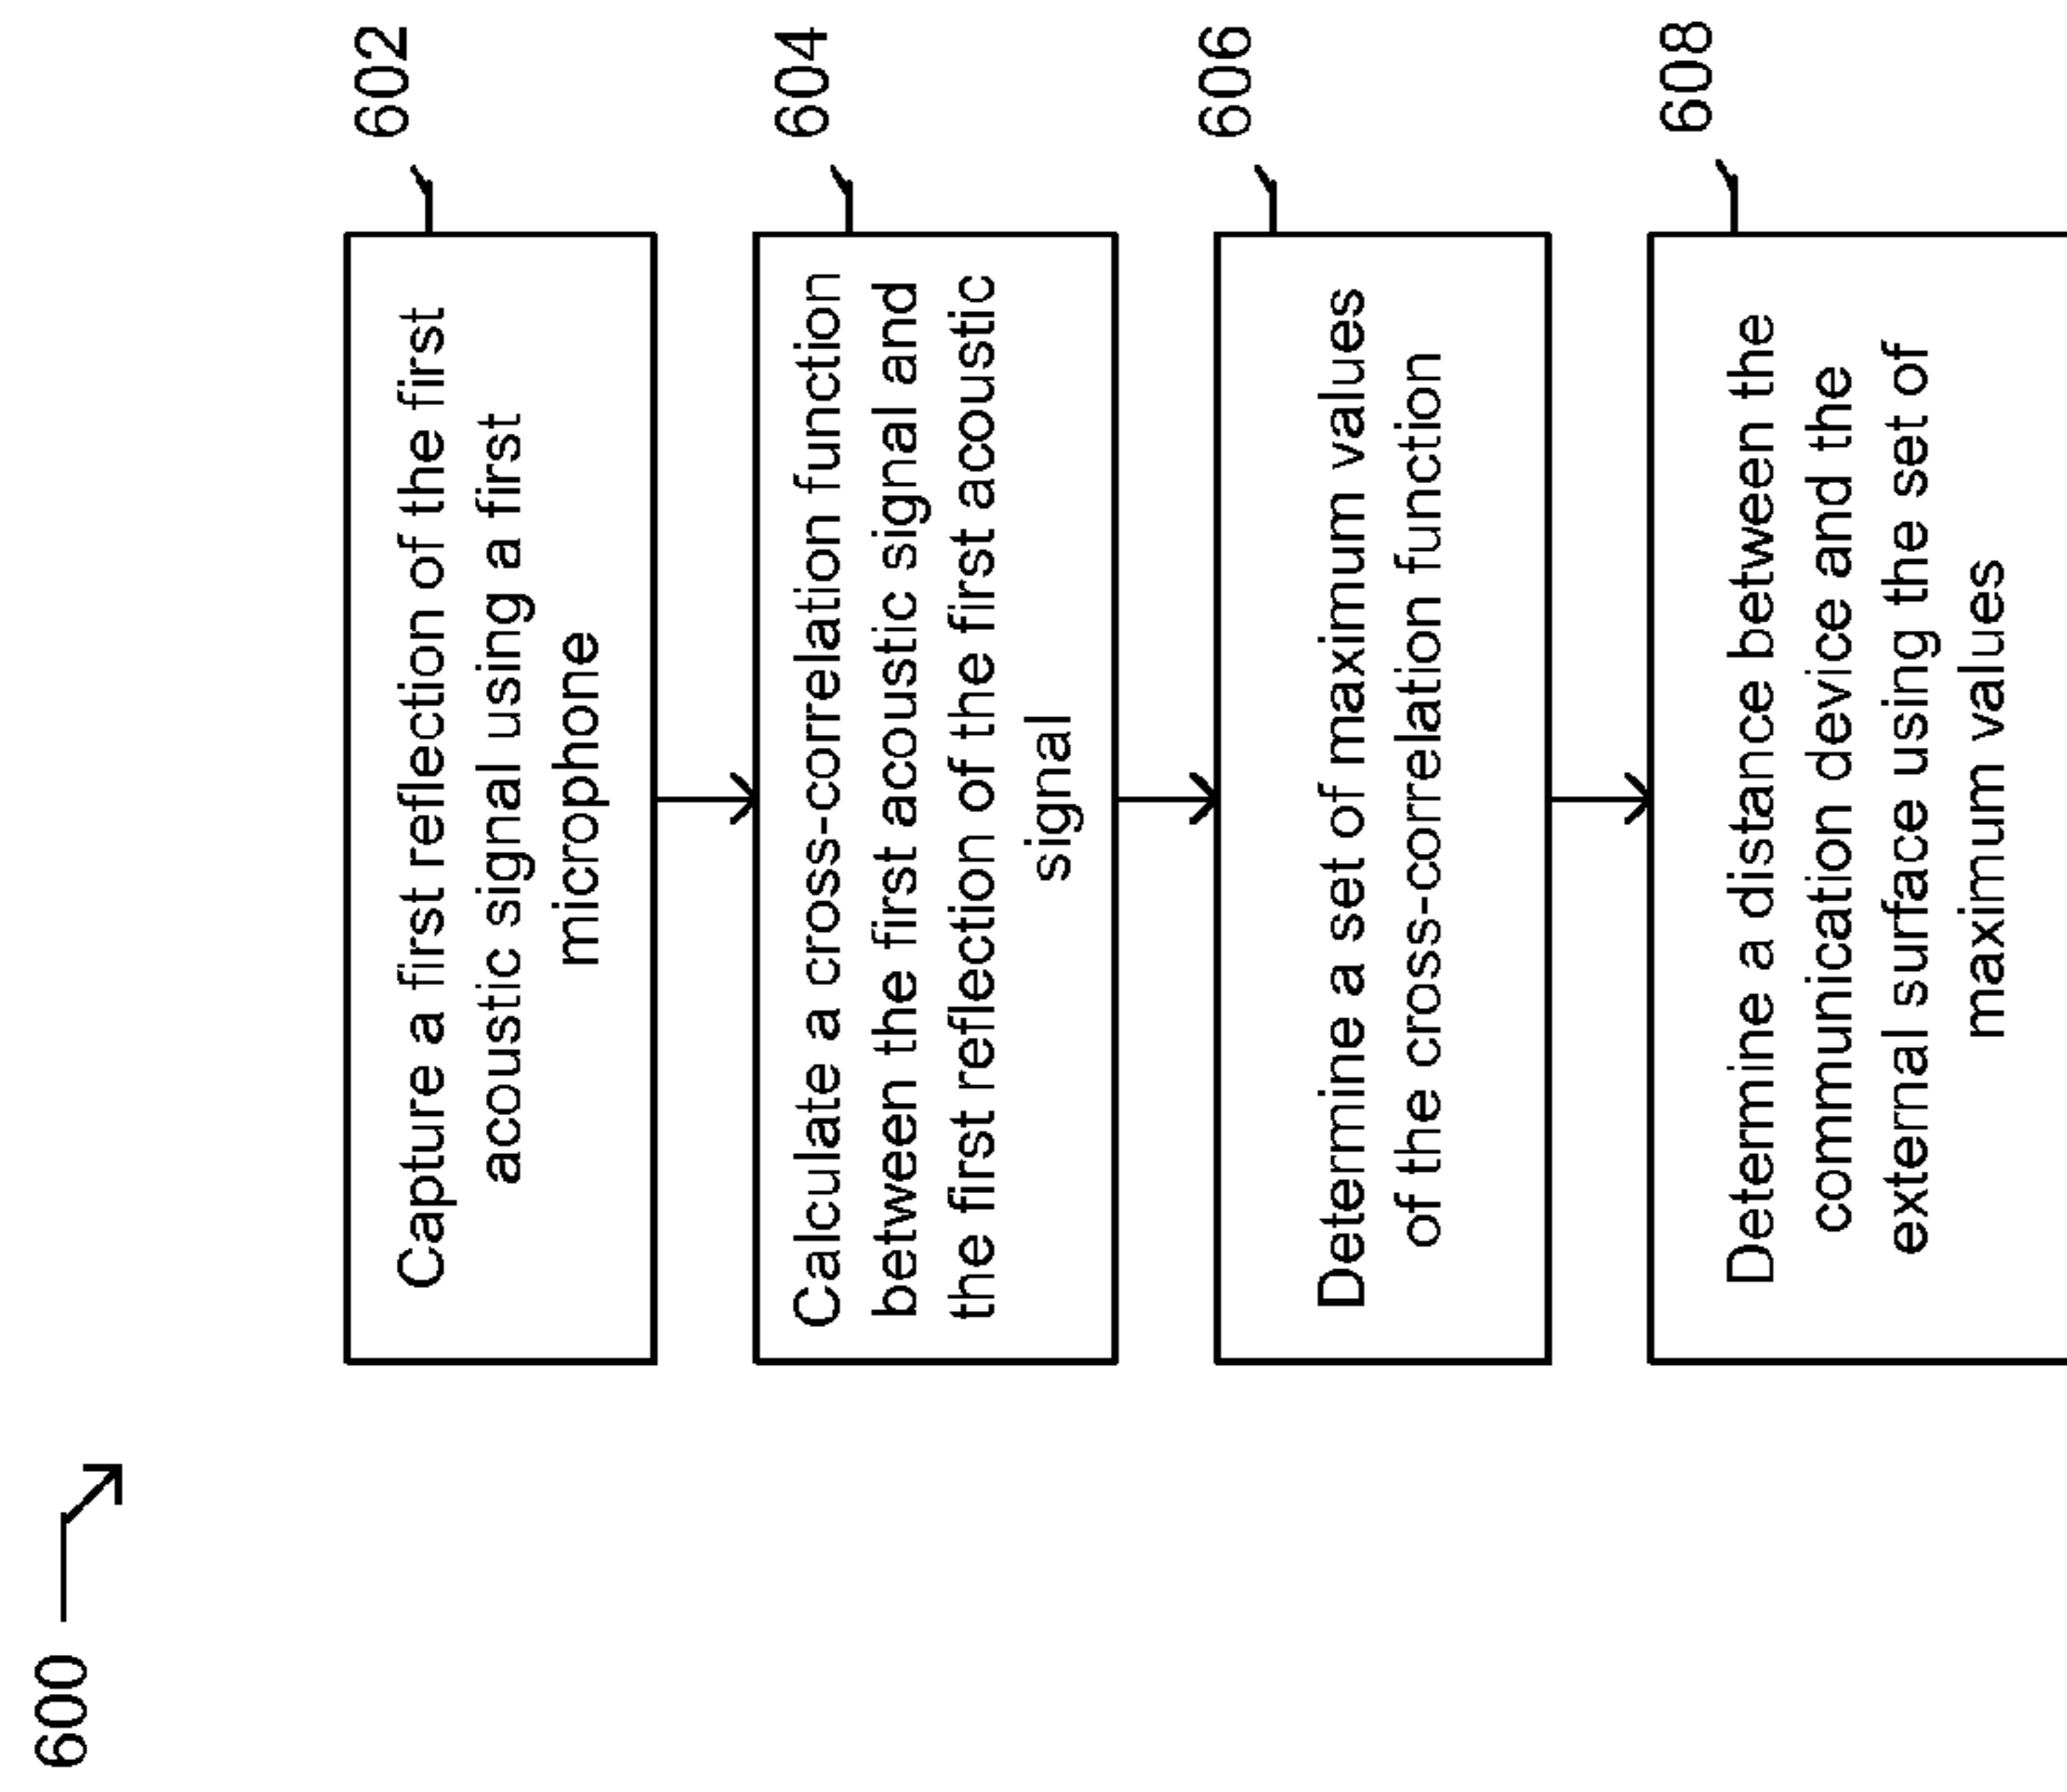 600
602
Capture a first reflection of the first
acoustic signal using a first
microphone
604
Calculate a cross-correlation function
between the first acoustic signal and
the first reflection of the first acoustic
signal
606
Determine a set of maximum values
of the cross-correlation function
608
Determine a distance between the
communication device and the
external surface using the set of
maximum values